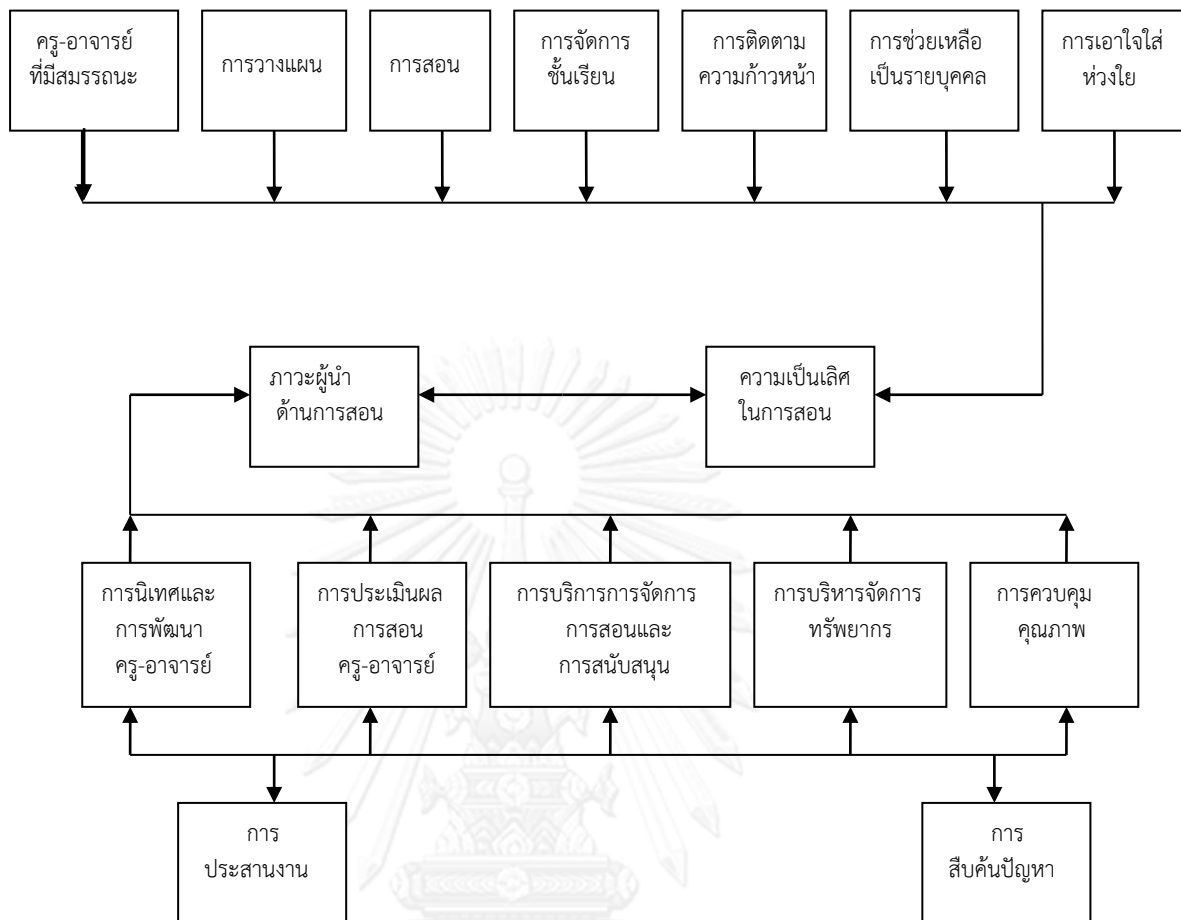 ครู-อาจารย์
ที่มีสมรรถนะ
การวางแผน
การสอน
การจัดการ
ชั้นเรียน
การติดตาม
ความก้าวหน้า
การช่วยเหลือ
เป็นรายบุคคล
การเอาใจใส่
ห่วงใย
ภาวะผู้นำ
ด้านการสอน
ความเป็นเลิศ
ในการสอน
การนิเทศและ
การพัฒนา
ครู-อาจารย์
การประเมินผล
การสอน
ครู-อาจารย์
การบริการการจัดการ
การสอนและ
การสนับสนุน
การบริหารจัดการ
ทรัพยากร
การควบคุม
คุณภาพ
การ
ประสานงาน
การ
สืบค้นปัญหา